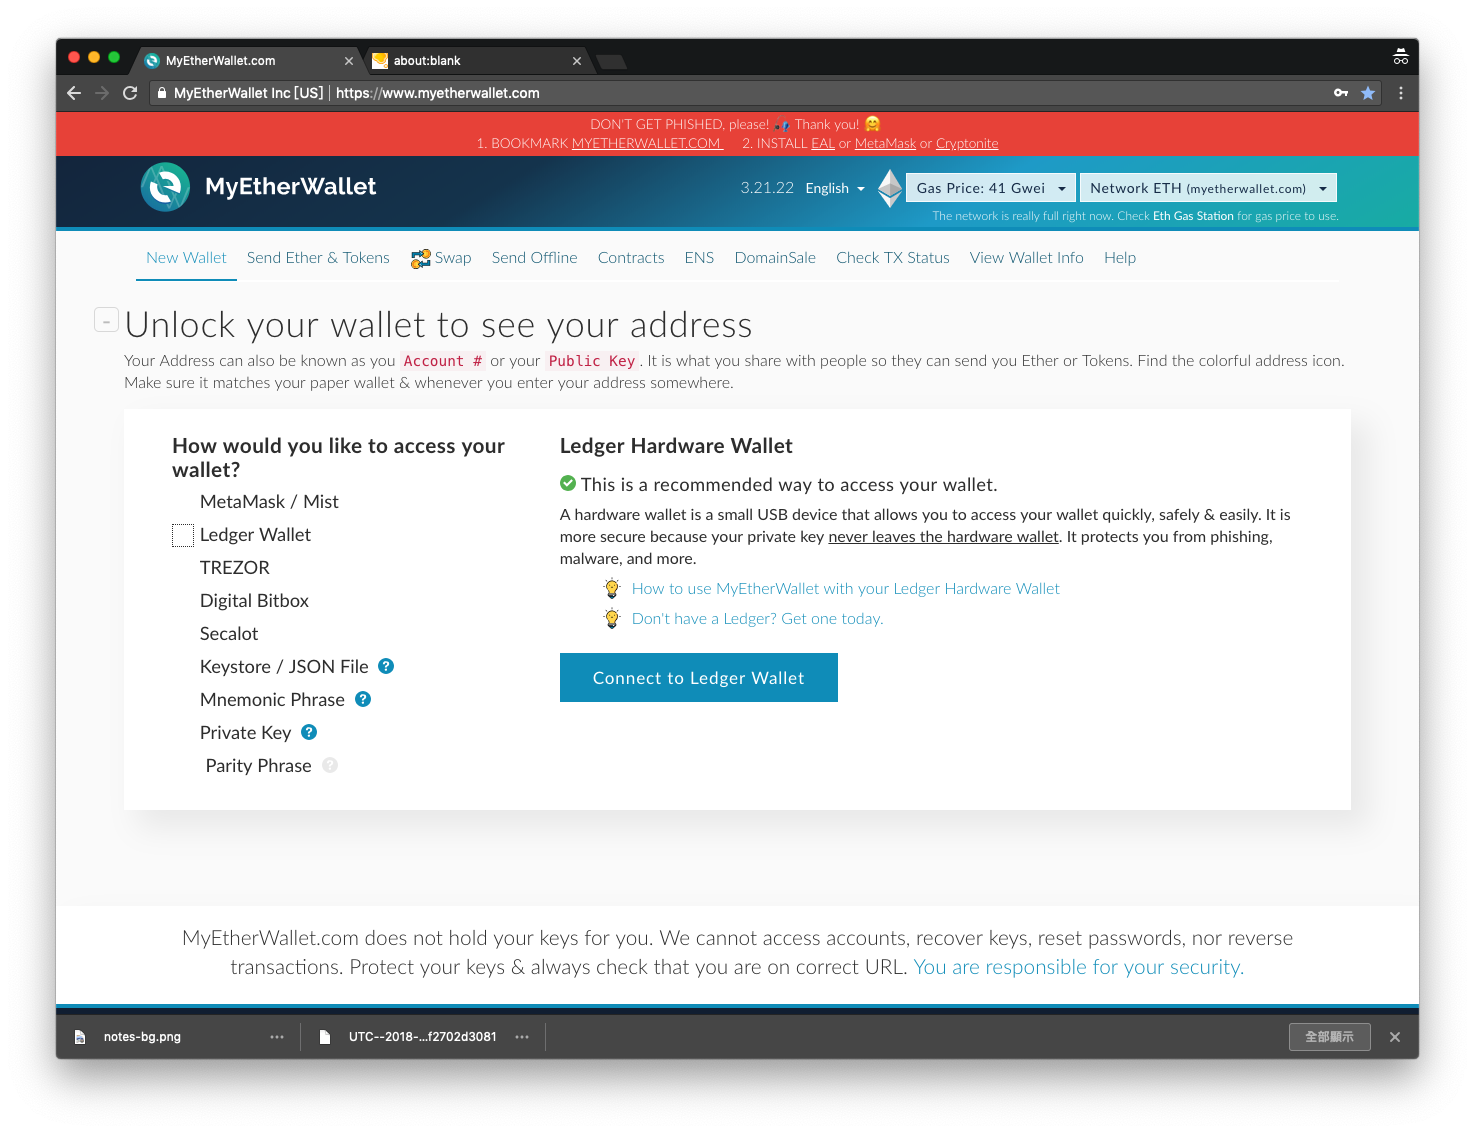 MyEtherWallet.com
about:blank
MyEtherWallet Inc [US] | https://www.myetherwallet.com
DON'T GET PHISHED, please! 🎣 Thank you! 🤗
1. BOOKMARK MYETHERWALLET.COM 2. INSTALL EAL or MetaMask or Cryptonite
MyEtherWallet
3.21.22 English
Gas Price: 41 Gwei
Network ETH (myetherwallet.com)
The network is really full right now. Check Eth Gas Station for gas price to use.
New Wallet Send Ether & Tokens Swap Send Offline Contracts ENS DomainSale Check TX Status View Wallet Info Help
- Unlock your wallet to see your address
Your Address can also be known as you Account # or your Public Key. It is what you share with people so they can send you Ether or Tokens. Find the colorful address icon.
Make sure it matches your paper wallet & whenever you enter your address somewhere.
How would you like to access your
wallet?
MetaMask / Mist
Ledger Wallet
TREZOR
Digital Bitbox
Secalot
Keystore / JSON File ?
Mnemonic Phrase ?
Private Key ?
Parity Phrase ?
Ledger Hardware Wallet
This is a recommended way to access your wallet.
A hardware wallet is a small USB device that allows you to access your wallet quickly, safely & easily. It is
more secure because your private key never leaves the hardware wallet. It protects you from phishing,
malware, and more.
How to use MyEtherWallet with your Ledger Hardware Wallet
Don't have a Ledger? Get one today.
Connect to Ledger Wallet
MyEtherWallet.com does not hold your keys for you. We cannot access accounts, recover keys, reset passwords, nor reverse
transactions. Protect your keys & always check that you are on correct URL. You are responsible for your security.
notes-bg.png
UTC--2018-...f2702d3081
全部顯示